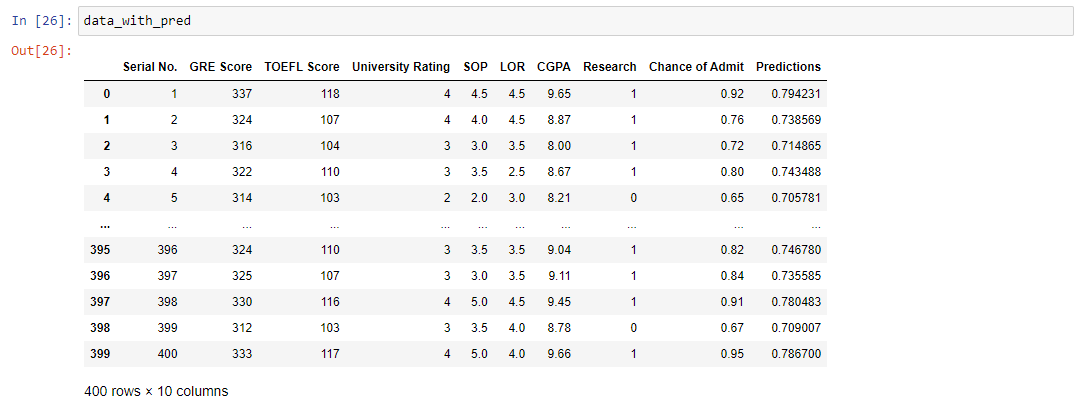 In [26]: data_with_pred
Out[26]:
Serial No. GRE Score TOEFL Score University Rating SOP LOR CGPA Research Chance of Admit Predictions
0 1 337 118 4 4.5 4.5 9.65 1 0.92 0.794231
1 2 324 107 4 4.0 4.5 8.87 1 0.76 0.738569
2 3 316 104 3 3.0 3.5 8.00 1 0.72 0.714865
3 4 322 110 3 3.5 2.5 8.67 1 0.80 0.743488
4 5 314 103 2 2.0 3.0 8.21 0 0.65 0.705781
... ... ... ... ... ... ... ... ... ... ...
395 396 324 110 3 3.5 3.5 9.04 1 0.82 0.746780
396 397 325 107 3 3.0 3.5 9.11 1 0.84 0.735585
397 398 330 116 4 5.0 4.5 9.45 1 0.91 0.780483
398 399 312 103 3 3.5 4.0 8.78 0 0.67 0.709007
399 400 333 117 4 5.0 4.0 9.66 1 0.95 0.786700
400 rows × 10 columns